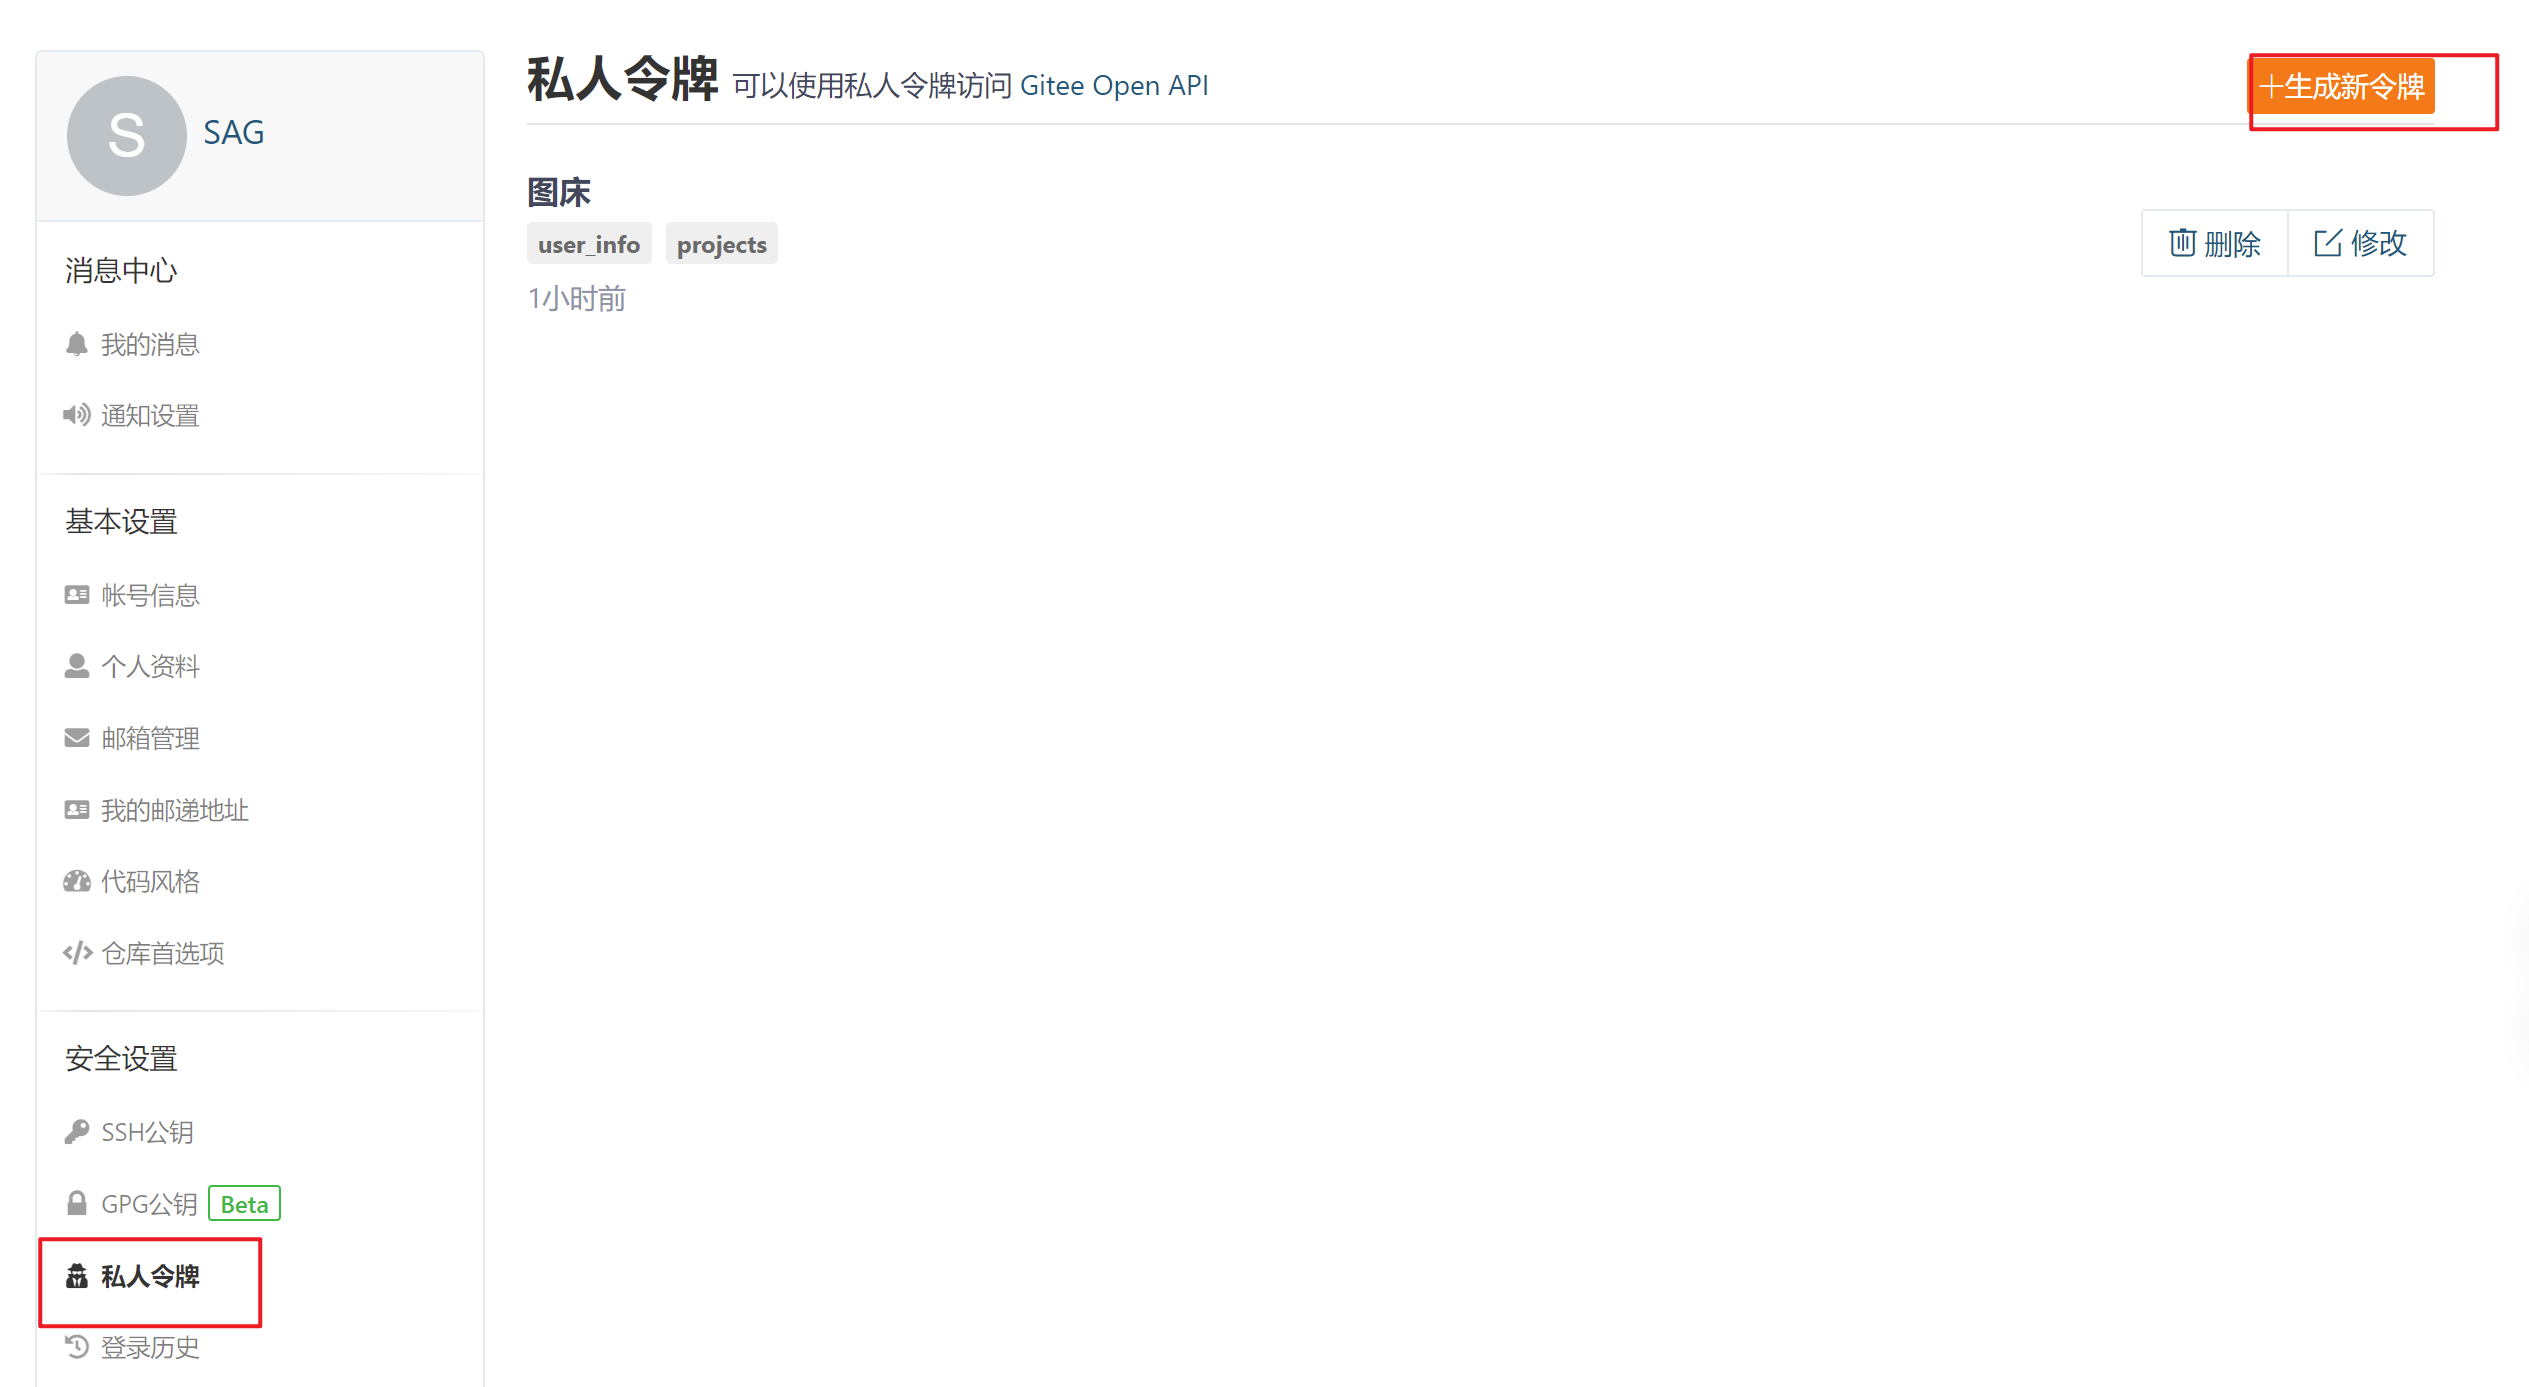 SAG
S
消息中心
我的消息
通知设置
基本设置
帐号信息
个人资料
邮箱管理
我的邮递地址
代码风格
仓库首选项
安全设置
SSH公钥
GPG公钥 Beta
私人令牌
登录历史
私人令牌 可以使用私人令牌访问 Gitee Open API
生成新令牌
图床
user_info projects
1小时前
删除 修改